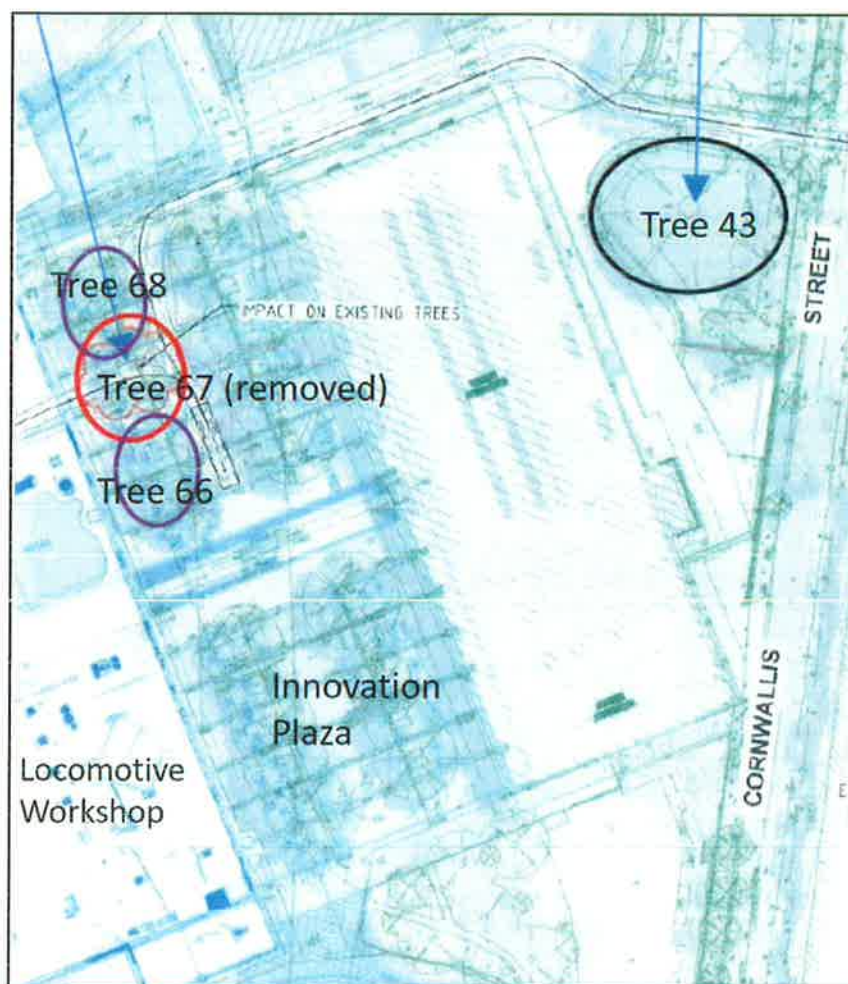 Tree 43
STREET
Tree 68
IMPACT ON EXISTING TREES
Tree 67 (removed)
Tree 66
Innovation
Plaza
CORNWALLIS
Locomotive
Workshop
E